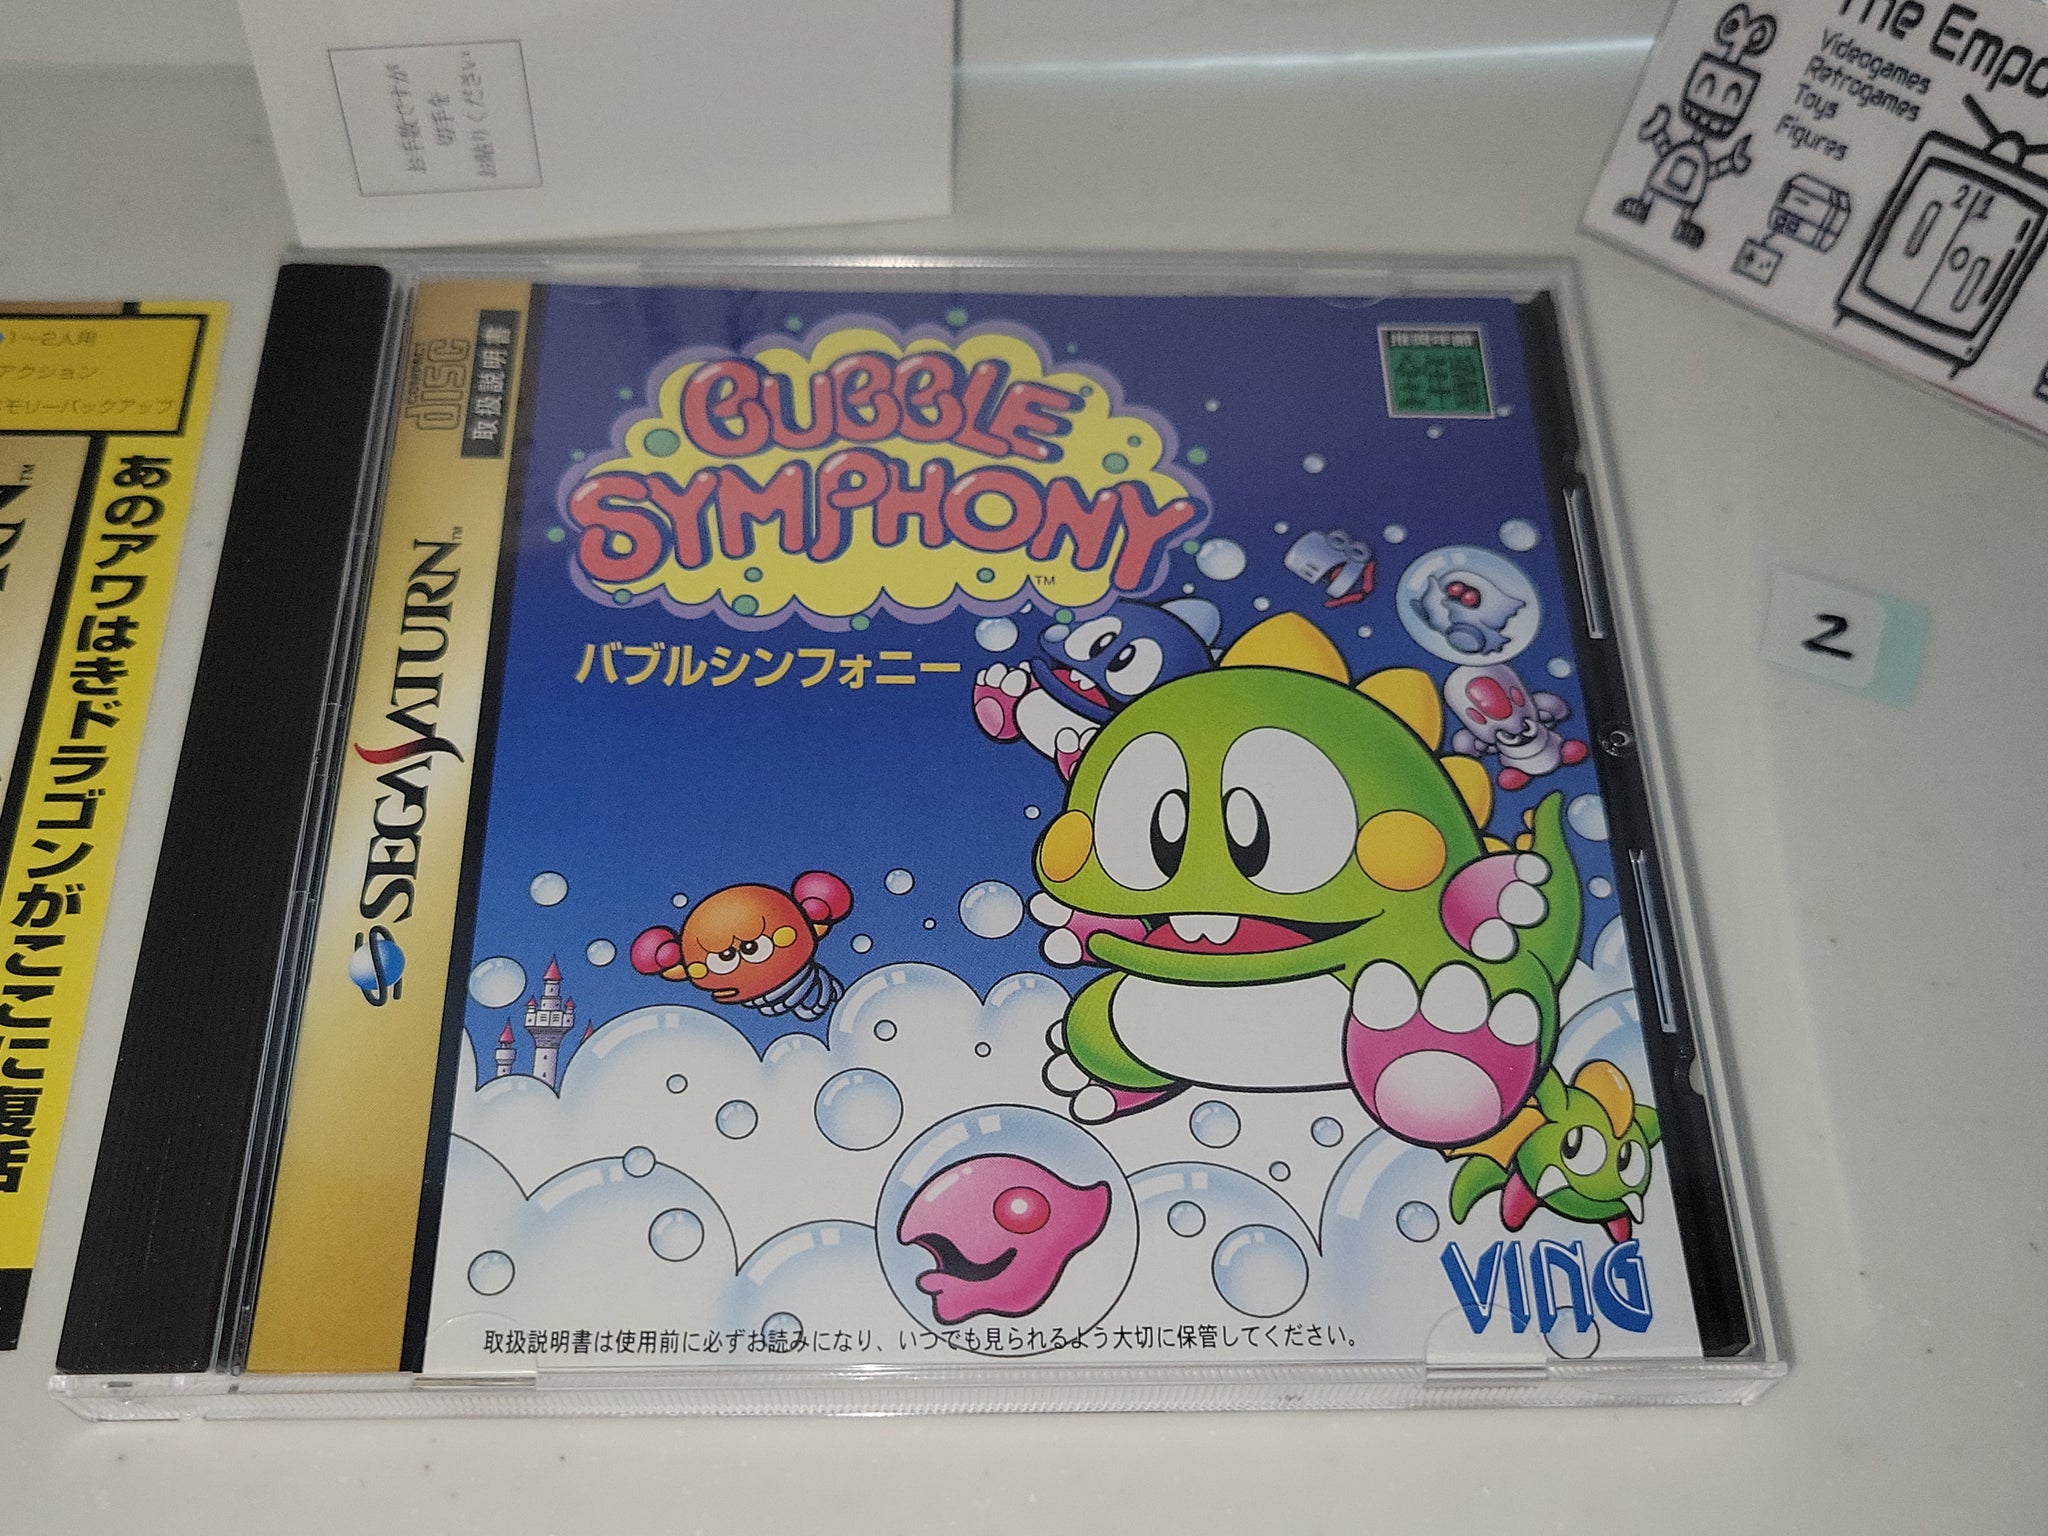 お手数ですが
切手を
お貼りください
The Empo
Videogames
Retrogames
Toys
Figures
1～2人用
アクション
モリーバックアップ
あのアワはきドラゴンがここに復活
COMPACT
disc
取扱説明書
SEGA SATURN™
BUBBLE
SYMPHONY™
バブルシンフォニー
推奨年齢
2
VING
取扱説明書は使用前に必ずお読みになり、いつでも見られるよう大切に保管してください。